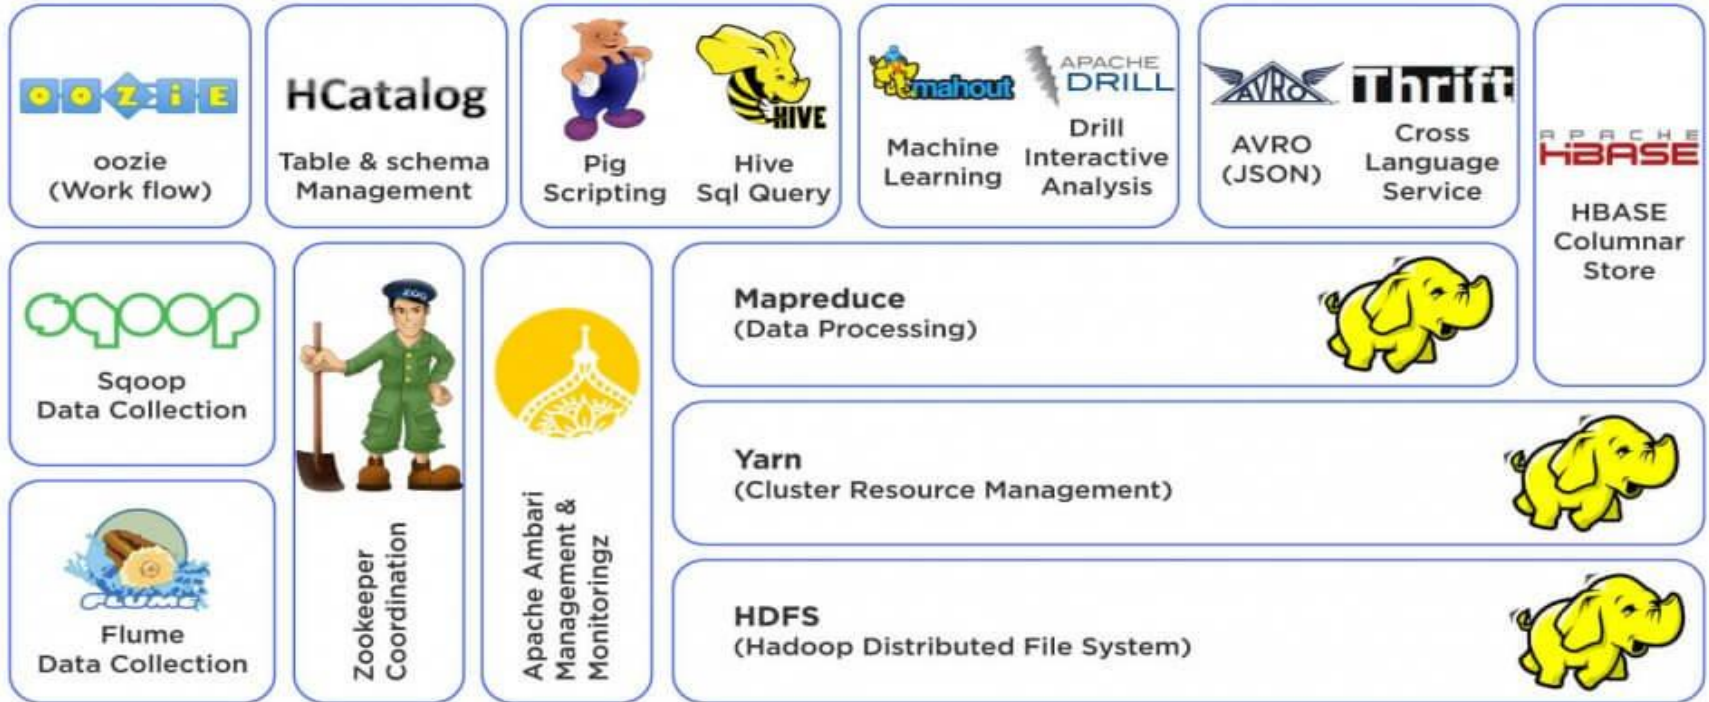 OOZIE
oozie
(Work flow)
HCatalog
Table & schema
Management
Pig
Scripting
HIVE
Hive
Sql Query
mahout
Machine
Learning
APACHE
DRILL
Drill
Interactive
Analysis
AVRO
AVRO
(JSON)
Thrift
Cross
Language
Service
APACHE
HBASE
HBASE
Columnar
Store
sqoop
Sqoop
Data Collection
FLUME
Flume
Data Collection
ZOO
Zookeeper
Coordination
Apache Ambari
Management &
Monitoringz
Mapreduce
(Data Processing)
Yarn
(Cluster Resource Management)
HDFS
(Hadoop Distributed File System)